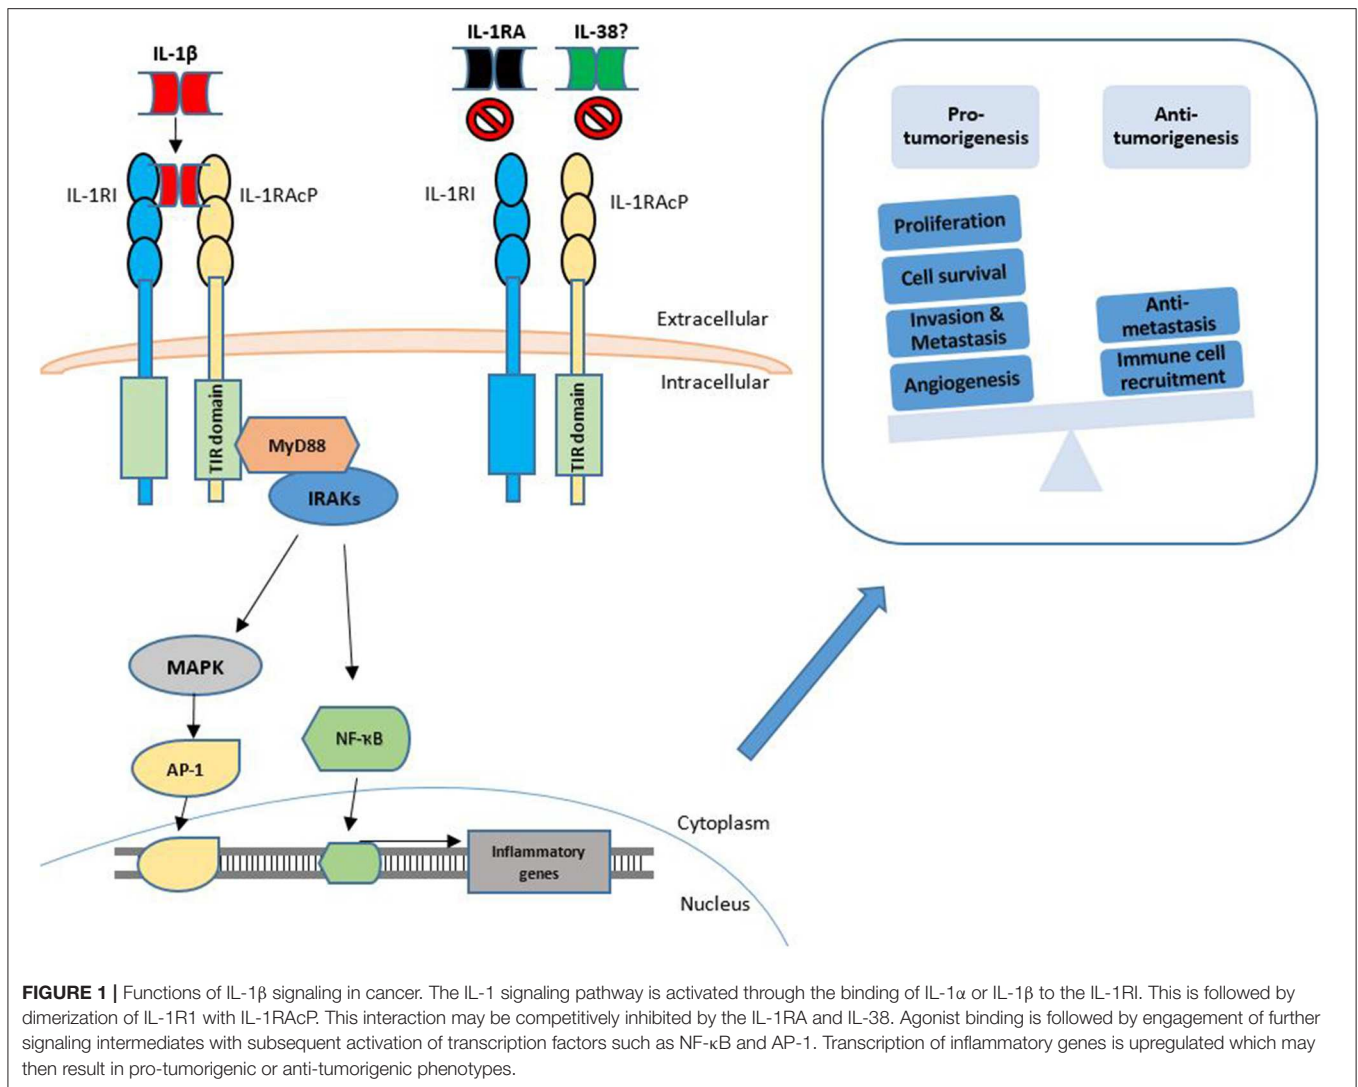 IL-1β
IL-1RA
IL-38?
IL-1RI
IL-1RAcP
IL-1RI
IL-1RAcP
Extracellular
Intracellular
TIR domain
MyD88
IRAKs
TIR domain
MAPK
AP-1
NF-κB
Cytoplasm
Inflammatory
genes
Nucleus
Pro-
tumorigenesis
Anti-
tumorigenesis
Proliferation
Cell survival
Invasion &
Metastasis
Angiogenesis
Anti-
metastasis
Immune cell
recruitment
FIGURE 1 | Functions of IL-1β signaling in cancer. The IL-1 signaling pathway is activated through the binding of IL-1α or IL-1β to the IL-1RI. This is followed by
dimerization of IL-1R1 with IL-1RAcP. This interaction may be competitively inhibited by the IL-1RA and IL-38. Agonist binding is followed by engagement of further
signaling intermediates with subsequent activation of transcription factors such as NF-κB and AP-1. Transcription of inflammatory genes is upregulated which may
then result in pro-tumorigenic or anti-tumorigenic phenotypes.